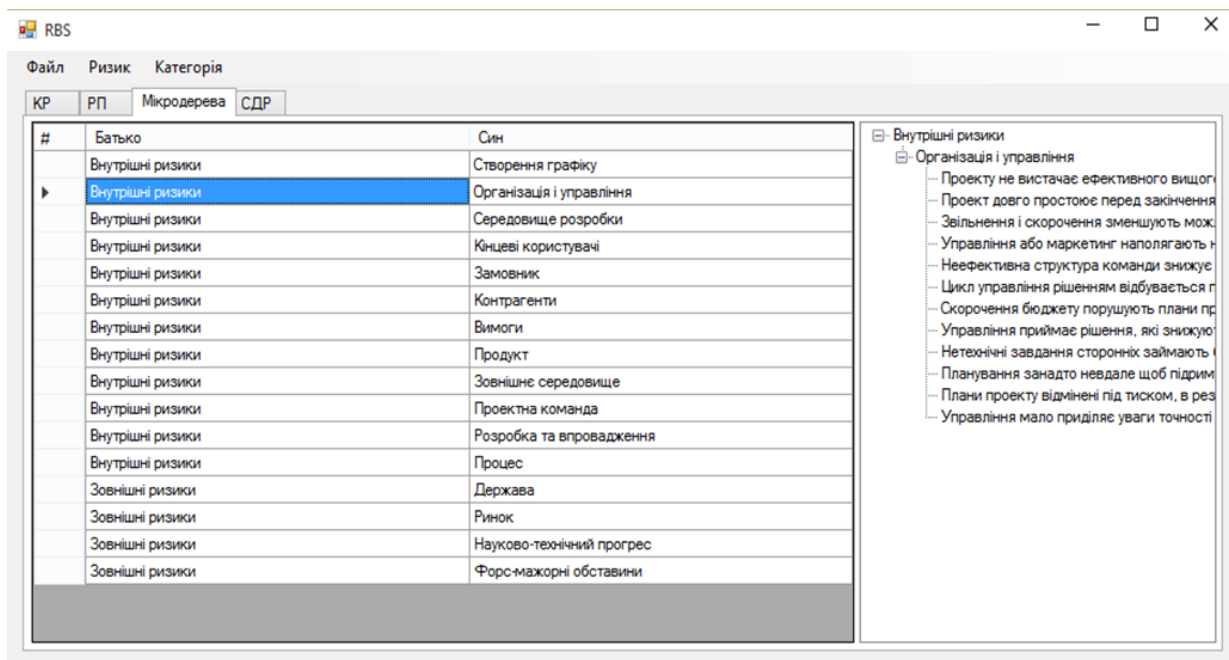 RBS
Файл Ризик Категорія
КР РП Мікродерева СДР
# Батько Син
Внутрішні ризики Створення графіку
Внутрішні ризики Організація і управління
Внутрішні ризики Середовище розробки
Внутрішні ризики Кінцеві користувачі
Внутрішні ризики Замовник
Внутрішні ризики Контрагенти
Внутрішні ризики Вимоги
Внутрішні ризики Продукт
Внутрішні ризики Зовнішнє середовище
Внутрішні ризики Проектна команда
Внутрішні ризики Розробка та впровадження
Внутрішні ризики Процес
Зовнішні ризики Держава
Зовнішні ризики Ринок
Зовнішні ризики Науково-технічний прогрес
Зовнішні ризики Форс-мажорні обставини
Внутрішні ризики
Організація і управління
Проекту не вистачає ефективного вищог
Проект довго простоює перед закінчення
Звільнення і скорочення зменшують мож
Управління або маркетинг наполягають
Неефективна структура команди знижує
Цикл управління рішенням відбувається
Скорочення бюджету порушують плани пр
Управління приймає рішення, які знижуют
Нетехнічні завдання сторонніх займають
Планування занадто невдале щоб підрим
Плани проекту відмінені під тиском, в рез
Управління мало приділяє уваги точності